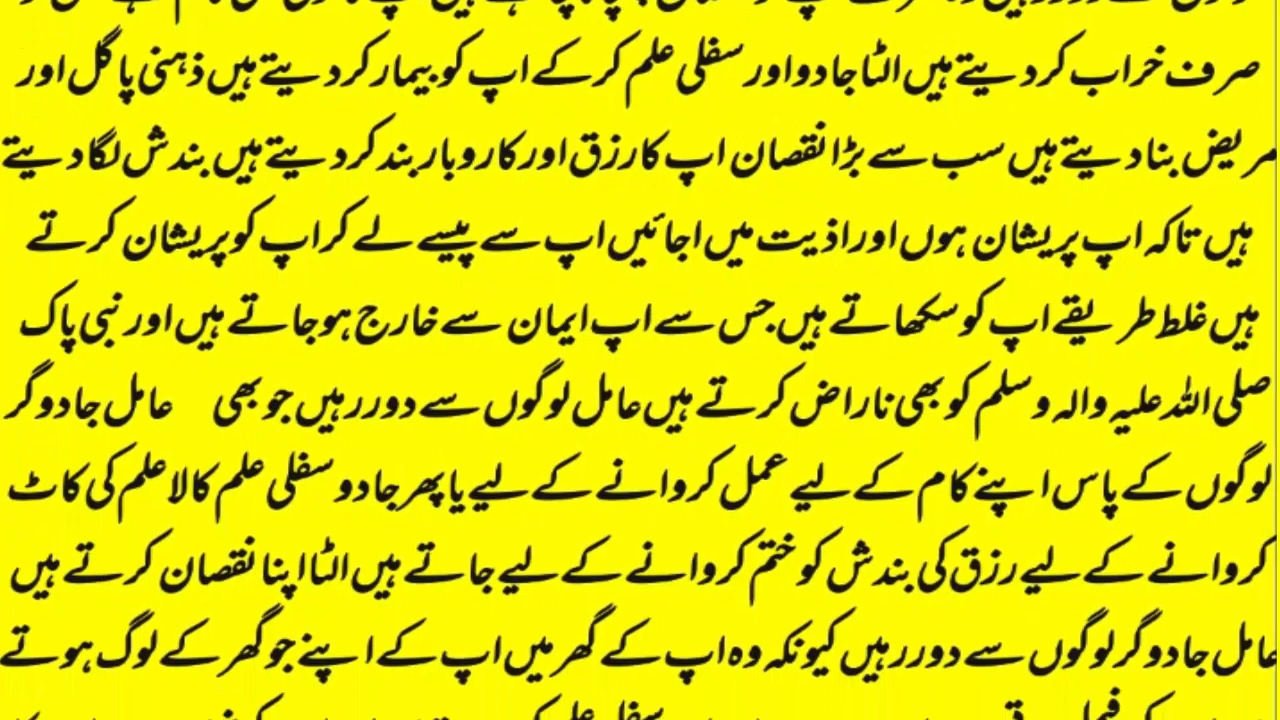 صرف خراب کر دیتے ہیں الٹا جادو اور سفلی علم کر کے اپ کو بیمار کر دیتے ہیں ذہنی پاگل اور
مریض بنا دیتے ہیں سب سے بڑا نقصان اپ کا رزق اور کاروبار بند کر دیتے ہیں بندش لگا دیتے
ہیں تاکہ اپ پریشان ہوں اور اذیت میں اجائیں اپ سے پیسے لے کر اپ کو پریشان کرتے
ہیں غلط طریقے اپ کو سکھاتے ہیں جس سے اپ ایمان سے خارج ہو جاتے ہیں اور نبی پاک
صلی اللہ علیہ والہ وسلم کو بھی ناراض کرتے ہیں عامل لوگوں سے دور رہیں جو بھی عامل جادوگر
لوگوں کے پاس اپنے کام کے لیے عمل کروانے کے لیے یا پھر جادو سفلی علم کالا علم کی کاٹ
کروانے کے لیے رزق کی بندش کو ختم کروانے کے لیے جاتے ہیں الٹا اپنا نقصان کرتے ہیں
عامل جادوگر لوگوں سے دور رہیں کیونکہ وہ اپ کے گھر میں اپ کے اپنے جو گھر کے لوگ ہوتے